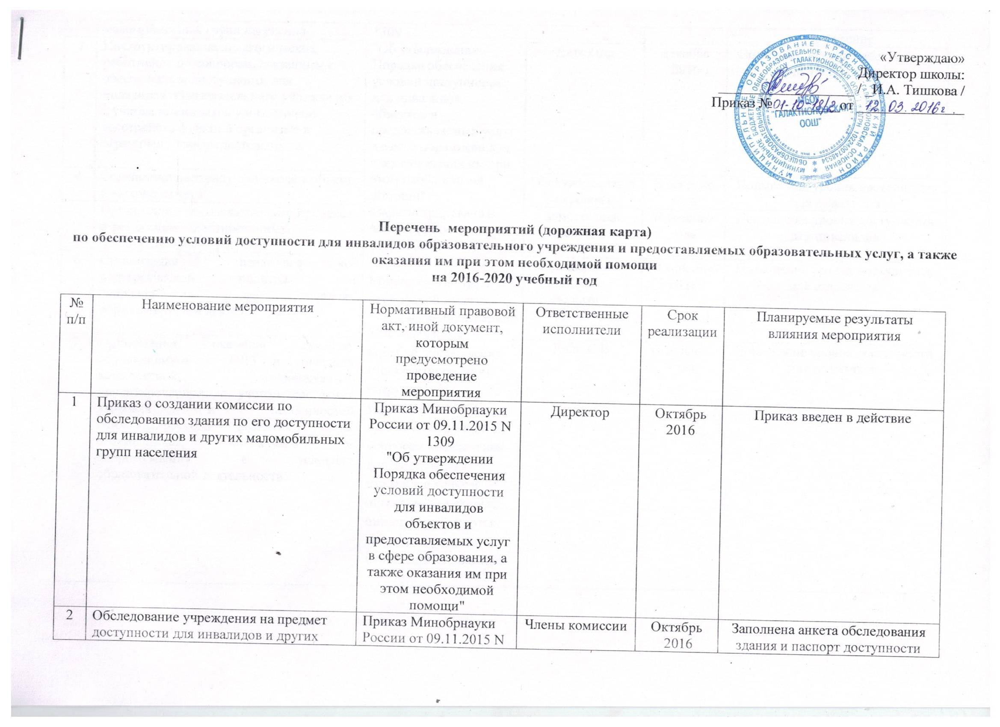 «Утверждаю»
Директор школы:
/ И.А. Тишкова /
Приказ № 01-10-18/2 от 12. 03. 2016г.
МБОУ
"ГАЛАКТИОНОВСКАЯ
ООШ"
Перечень мероприятий (дорожная карта)
по обеспечению условий доступности для инвалидов образовательного учреждения и предоставляемых образовательных услуг, а также
оказания им при этом необходимой помощи
на 2016-2020 учебный год
№
п/п
Наименование мероприятия
Нормативный правовой
акт, иной документ,
которым
предусмотрено
проведение
мероприятия
Ответственные
исполнители
Срок
реализации
Планируемые результаты
влияния мероприятия
1
Приказ о создании комиссии по
обследованию здания по его доступности
для инвалидов и других маломобильных
групп населения
Приказ Минобрнауки
России от 09.11.2015 N
1309
"Об утверждении
Порядка обеспечения
условий доступности
для инвалидов
объектов и
предоставляемых услуг
в сфере образования, а
также оказания им при
этом необходимой
помощи"
Директор
Октябрь
2016
Приказ введен в действие
2
Обследование учреждения на предмет
доступности для инвалидов и других
Приказ Минобрнауки
России от 09.11.2015 N
Члены комиссии
Октябрь
2016
Заполнена анкета обследования
здания и паспорт доступности